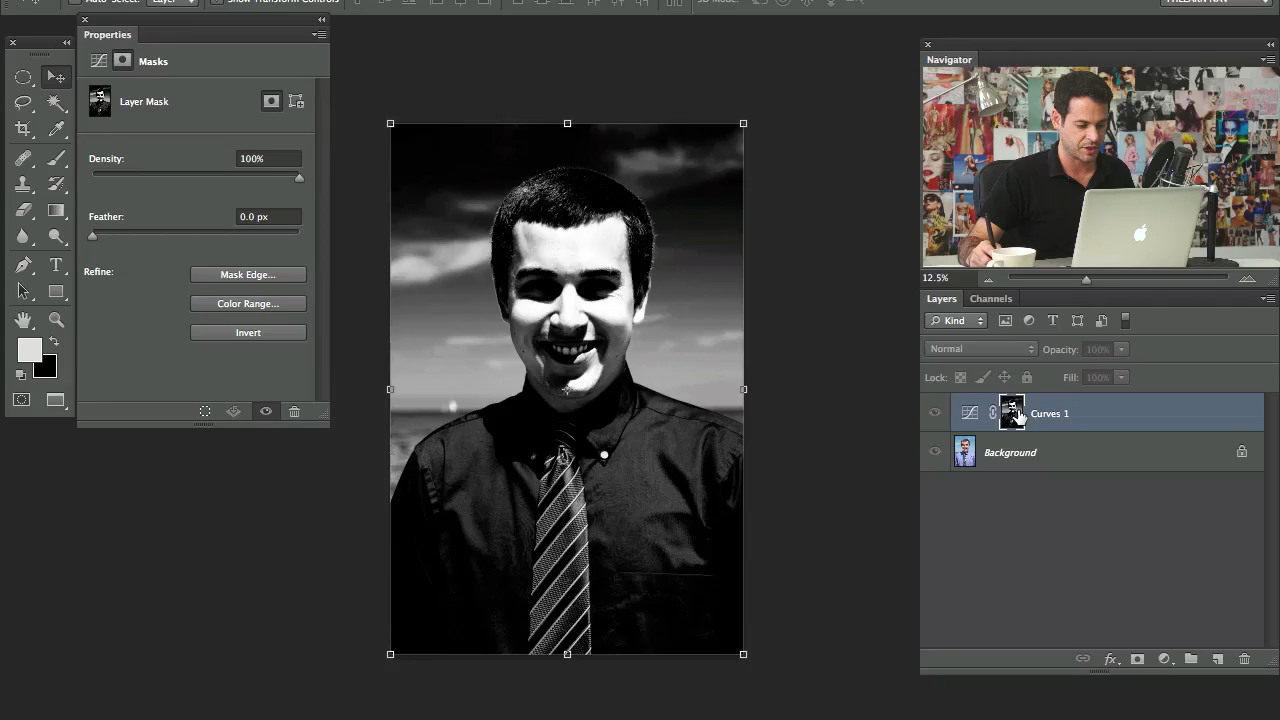 Auto-Select:
Layer
Show Transform Controls
3D Mode:
Properties
Masks
Layer Mask
Density:
100%
Feather:
0.0 px
Refine:
Mask Edge...
Color Range...
Invert
Navigator
12.5%
Layers
Channels
Kind
Normal
Opacity:
100%
Lock:
Fill:
100%
Curves 1
Background
fx
T
T